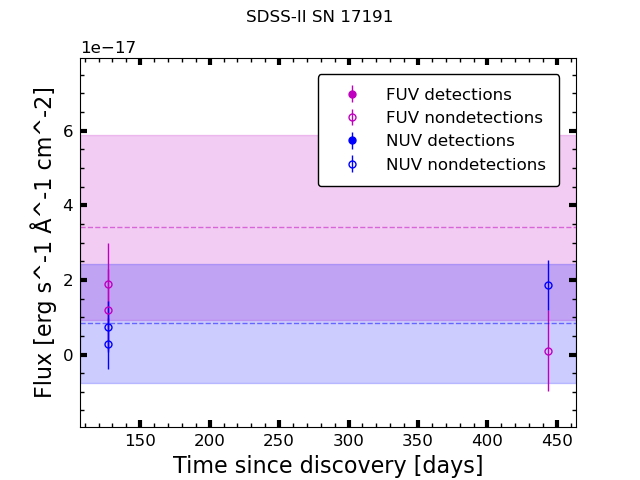 SDSS-II SN 17191
1e−17
FUV detections
FUV nondetections
NUV detections
NUV nondetections
6
4
2
0
Flux [erg s^-1 Å^-1 cm^-2]
150 200 250 300 350 400 450
Time since discovery [days]